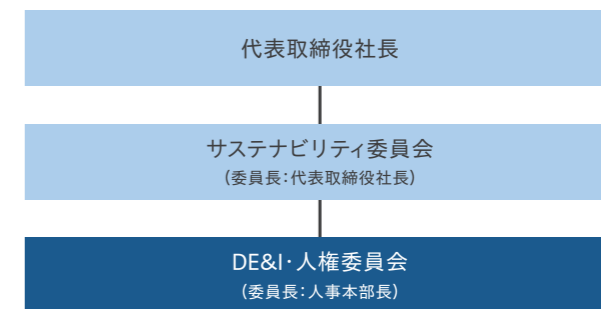 代表取締役社長
サステナビリティ委員会
(委員長:代表取締役社長)
DE&I・人権委員会
(委員長:人事本部長)